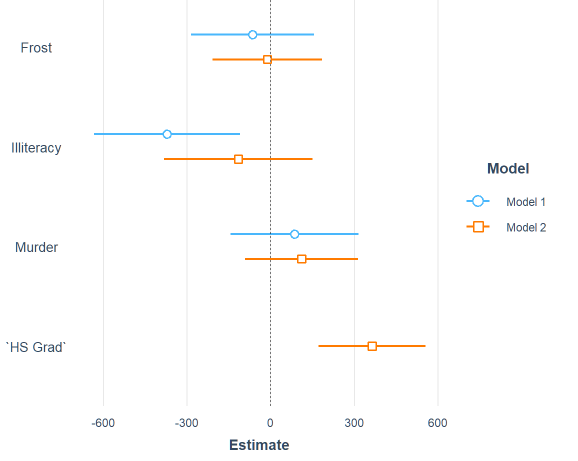 Frost
Illiteracy
Murder
`HS Grad`
-600 -300 0 300 600
Estimate
Model
Model 1
Model 2